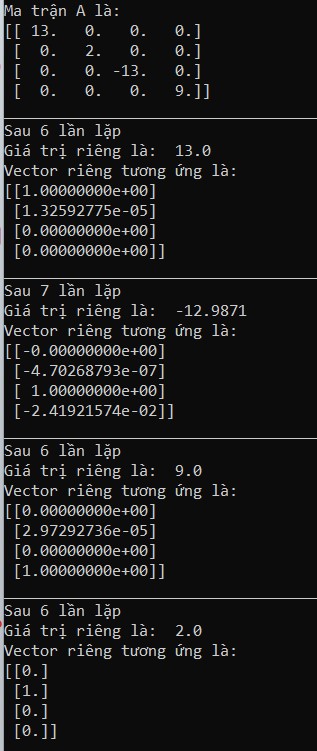 Ma trận A là:
[[ 13.   0.   0.   0.]
 [  0.   2.   0.   0.]
 [  0.   0. -13.   0.]
 [  0.   0.   0.   9.]]
Sau 6 lần lặp
Giá trị riêng là:  13.0
Vector riêng tương ứng là:
[[1.00000000e+00]
 [1.32592775e-05]
 [0.00000000e+00]
 [0.00000000e+00]]
Sau 7 lần lặp
Giá trị riêng là:  -12.9871
Vector riêng tương ứng là:
[[-0.00000000e+00]
 [-4.70268793e-07]
 [ 1.00000000e+00]
 [-2.41921574e-02]]
Sau 6 lần lặp
Giá trị riêng là:  9.0
Vector riêng tương ứng là:
[[0.00000000e+00]
 [2.97292736e-05]
 [0.00000000e+00]
 [1.00000000e+00]]
Sau 6 lần lặp
Giá trị riêng là:  2.0
Vector riêng tương ứng là:
[[0.]
 [1.]
 [0.]
 [0.]]